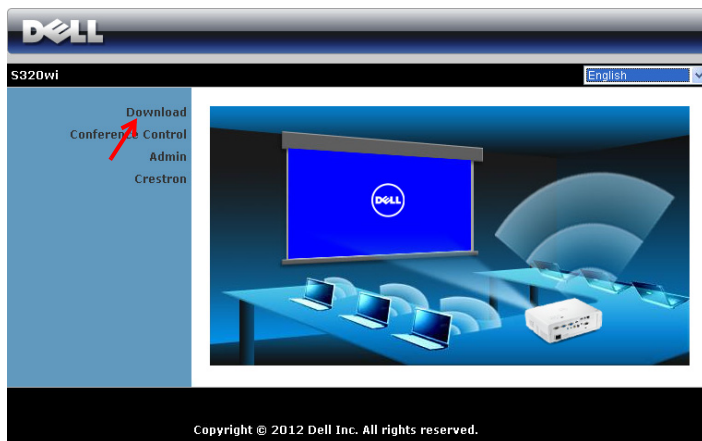 DELL
S320wi
English
Download
Conference Control
Admin
Crestron
DELL
Copyright © 2012 Dell Inc. All rights reserved.